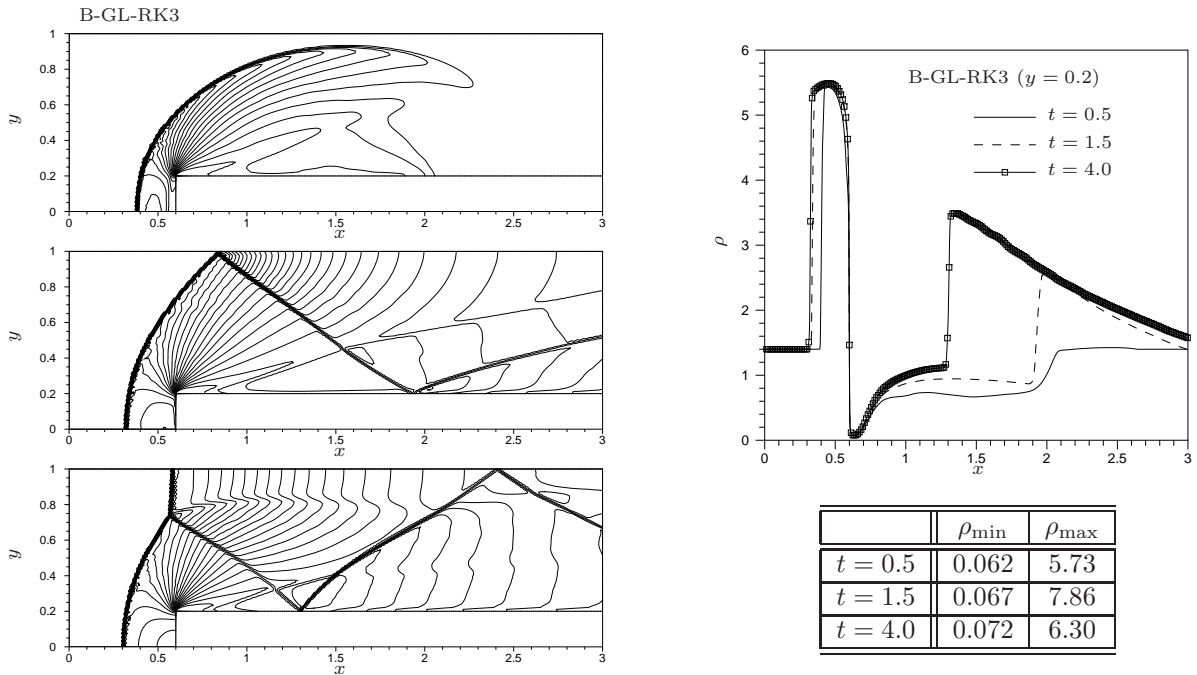 B-GL-RK3
y
1
0.8
0.6
0.4
0.2
0
0 0.5 1 1.5 2 2.5 3
x
y
1
0.8
0.6
0.4
0.2
0
0 0.5 1 1.5 2 2.5 3
x
y
1
0.8
0.6
0.4
0.2
0
0 0.5 1 1.5 2 2.5 3
x
B-GL-RK3 (y = 0.2)
t = 0.5
t = 1.5
t = 4.0
ρ
6
5
4
3
2
1
0
0 0.5 1 1.5 2 2.5 3
x
ρmin ρmax
t = 0.5 0.062 5.73
t = 1.5 0.067 7.86
t = 4.0 0.072 6.30